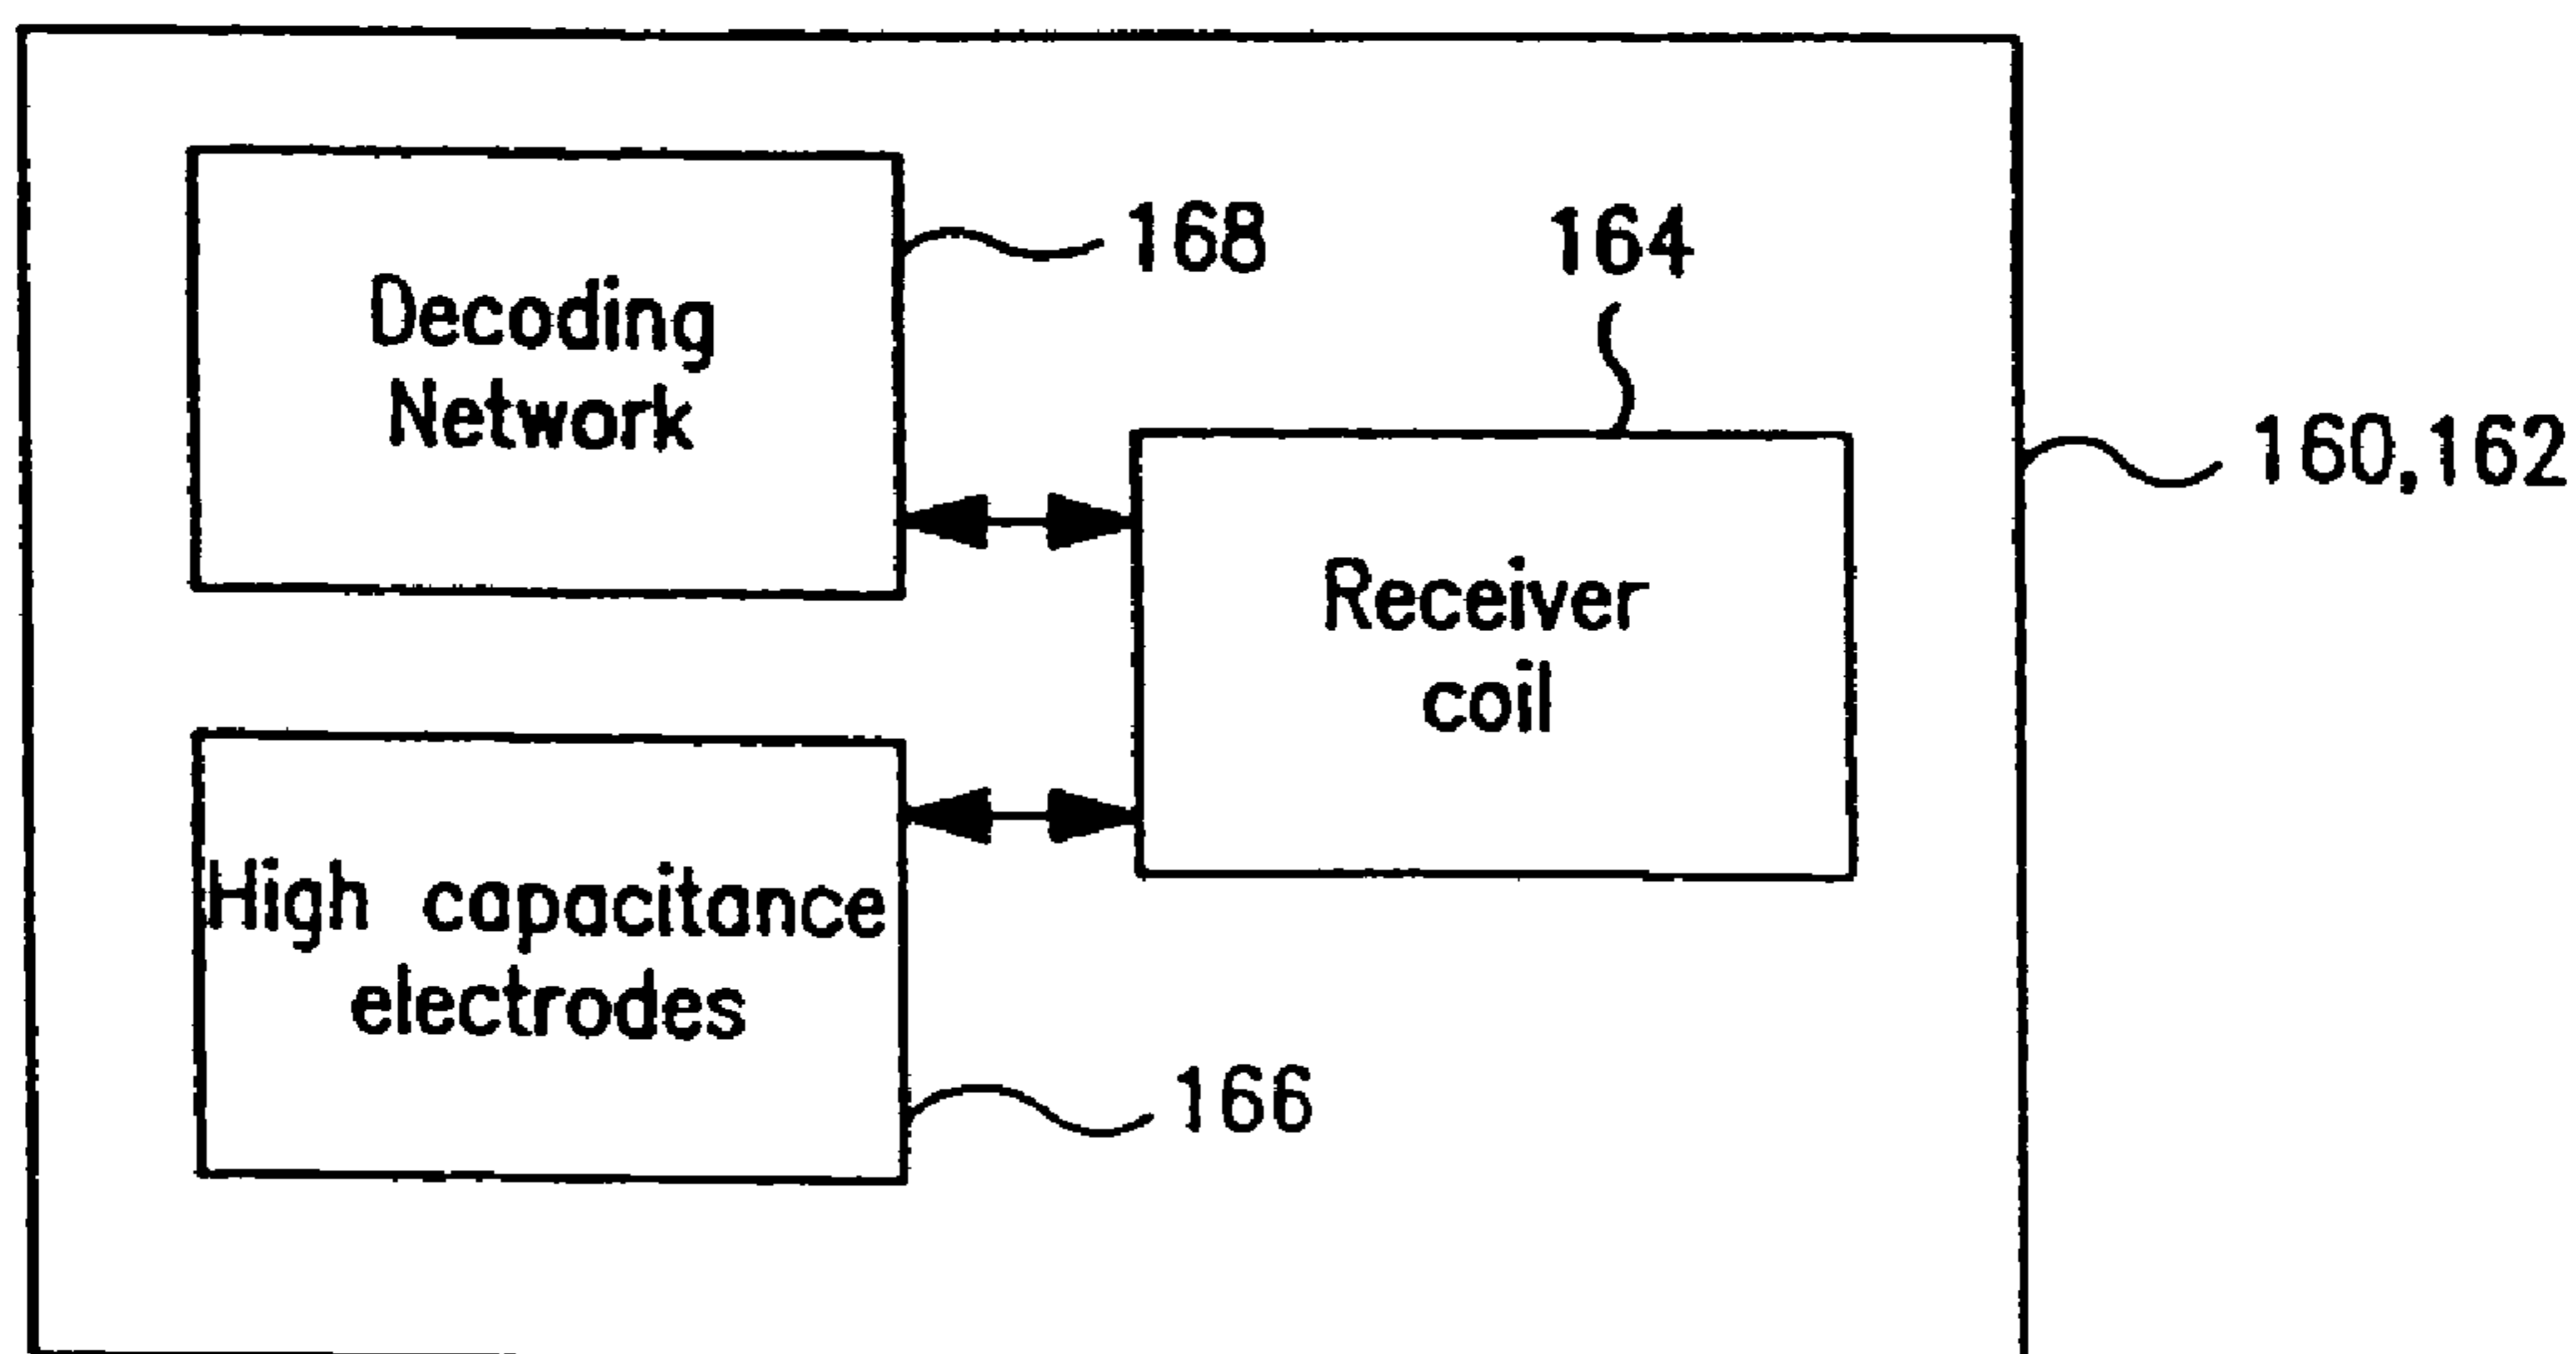 168
164
Decoding
Network
160,162
Receiver
coil
High capacitance
electrodes
166